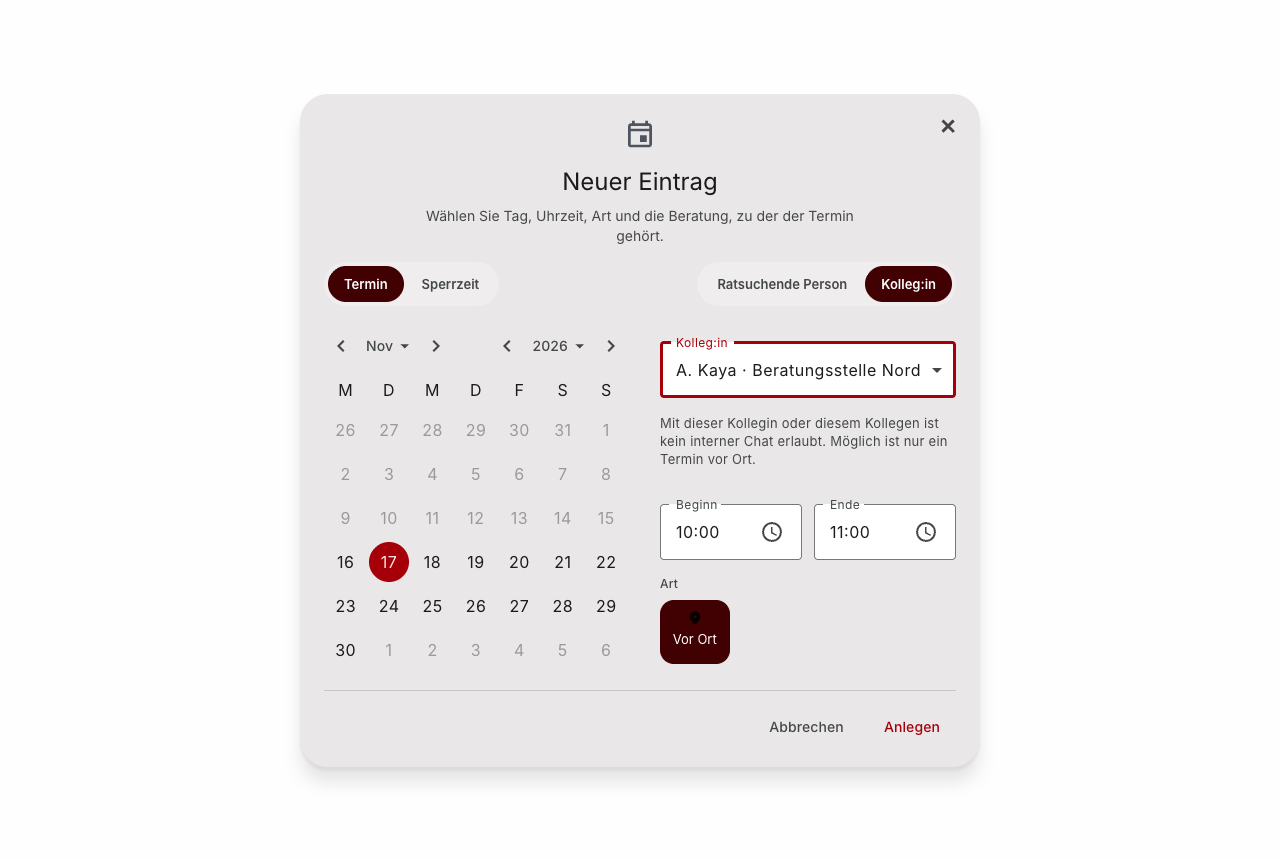 Neuer Eintrag
Wählen Sie Tag, Uhrzeit, Art und die Beratung, zu der der Termin
gehört.
Termin Sperrzeit
Ratsuchende Person Kolleg:in
Nov 2026
M D M D F S S
26 27 28 29 30 31 1
2 3 4 5 6 7 8
9 10 11 12 13 14 15
16 17 18 19 20 21 22
23 24 25 26 27 28 29
30 1 2 3 4 5 6
Kolleg:in
A. Kaya · Beratungsstelle Nord
Mit dieser Kollegin oder diesem Kollegen ist
kein interner Chat erlaubt. Möglich ist nur ein
Termin vor Ort.
Beginn Ende
10:00 11:00
Art
Vor Ort
Abbrechen Anlegen